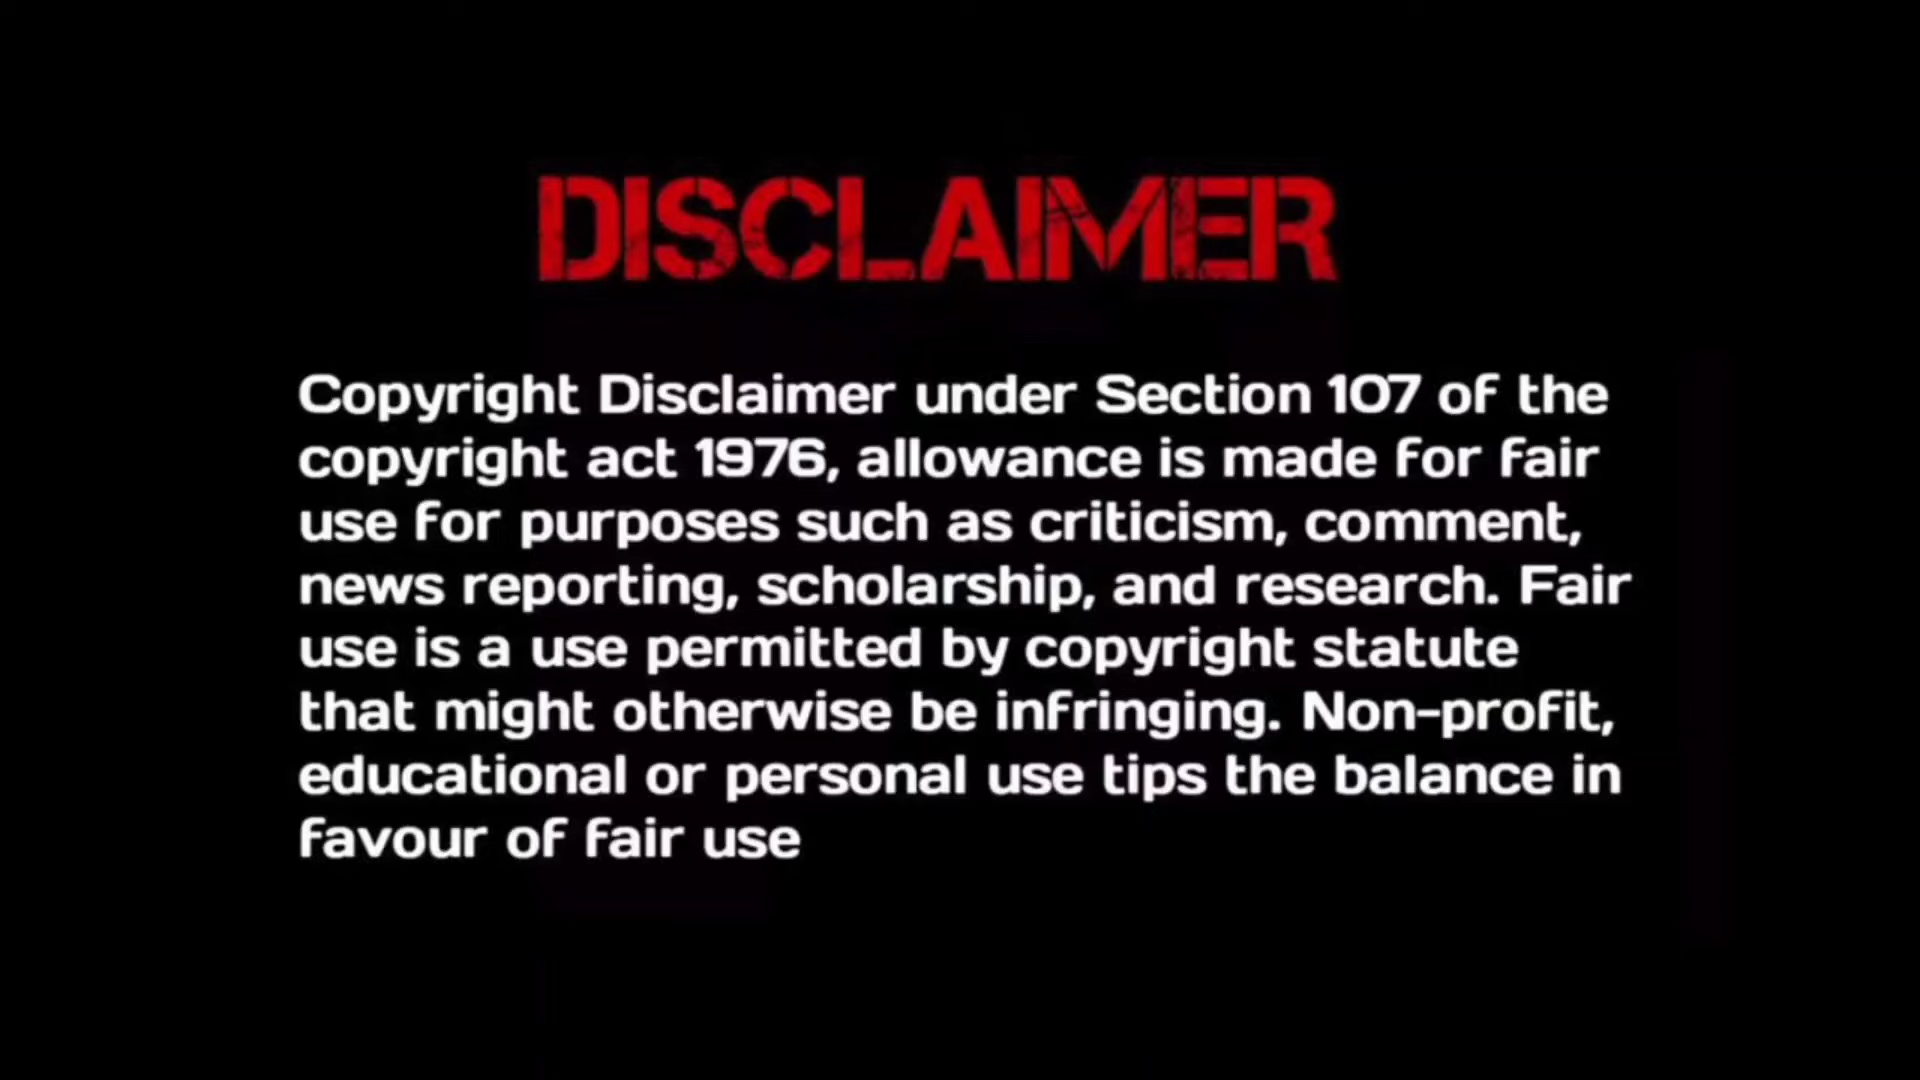 DISCLAIMER
Copyright Disclaimer under Section 107 of the
copyright act 1976, allowance is made for fair
use for purposes such as criticism, comment,
news reporting, scholarship, and research. Fair
use is a use permitted by copyright statute
that might otherwise be infringing. Non-profit,
educational or personal use tips the balance in
favour of fair use